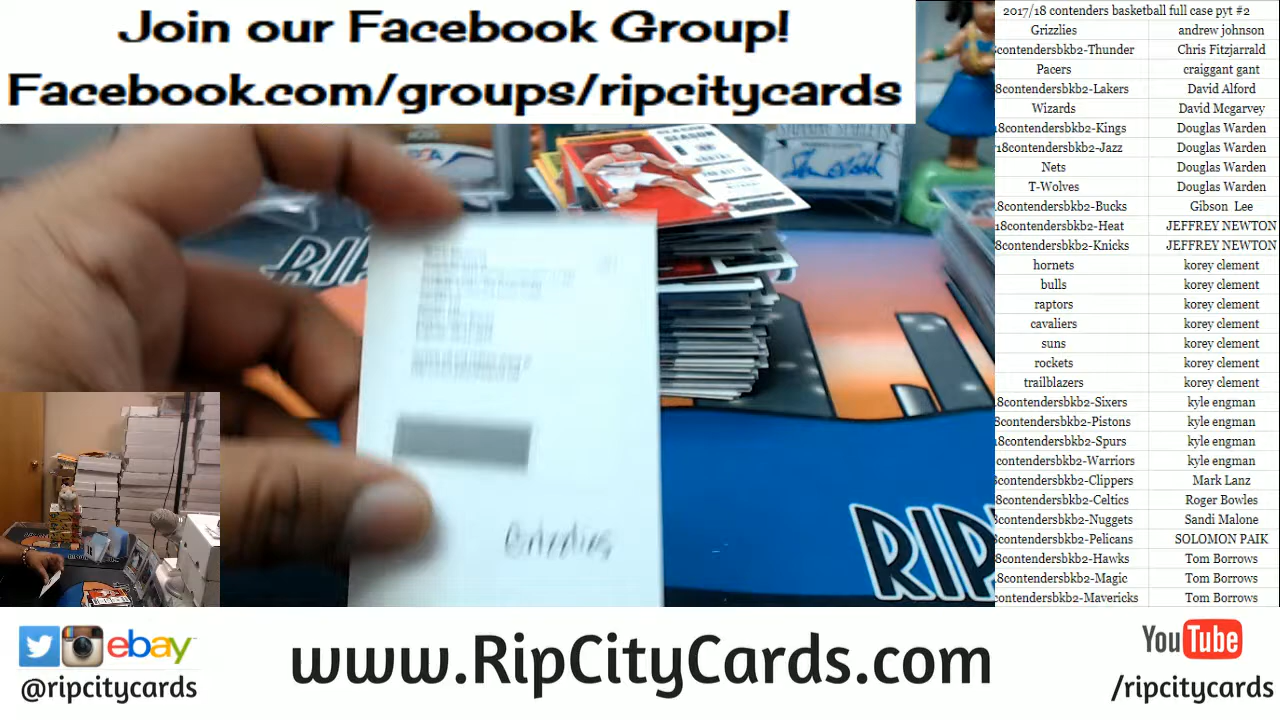 Join our Facebook Group!
Facebook.com/groups/ripcitycards
2017/18 contenders basketball full case pyt #2
Grizzlies andrew johnson
8contendersbkb2-Thunder Chris Fitzjarrald
Pacers craiggant gant
8contendersbkb2-Lakers David Alford
Wizards David Mcgarvey
18contendersbkb2-Kings Douglas Warden
18contendersbkb2-Jazz Douglas Warden
Nets Douglas Warden
T-Wolves Douglas Warden
8contendersbkb2-Bucks Gibson Lee
18contendersbkb2-Heat JEFFREY NEWTON
8contendersbkb2-Knicks JEFFREY NEWTON
hornets korey clement
bulls korey clement
raptors korey clement
cavaliers korey clement
suns korey clement
rockets korey clement
trailblazers korey clement
18contendersbkb2-Sixers kyle engman
8contendersbkb2-Pistons kyle engman
18contendersbkb2-Spurs kyle engman
contendersbkb2-Warriors kyle engman
8contendersbkb2-Clippers Mark Lanz
8contendersbkb2-Celtics Roger Bowles
8contendersbkb2-Nuggets Sandi Malone
8contendersbkb2-Pelicans SOLOMON PAIK
8contendersbkb2-Hawks Tom Borrows
8contendersbkb2-Magic Tom Borrows
contendersbkb2-Mavericks Tom Borrows
SEASON
RIP
RIP
ebay
@ripcitycards
www.RipCityCards.com
YouTube
/ripcitycards